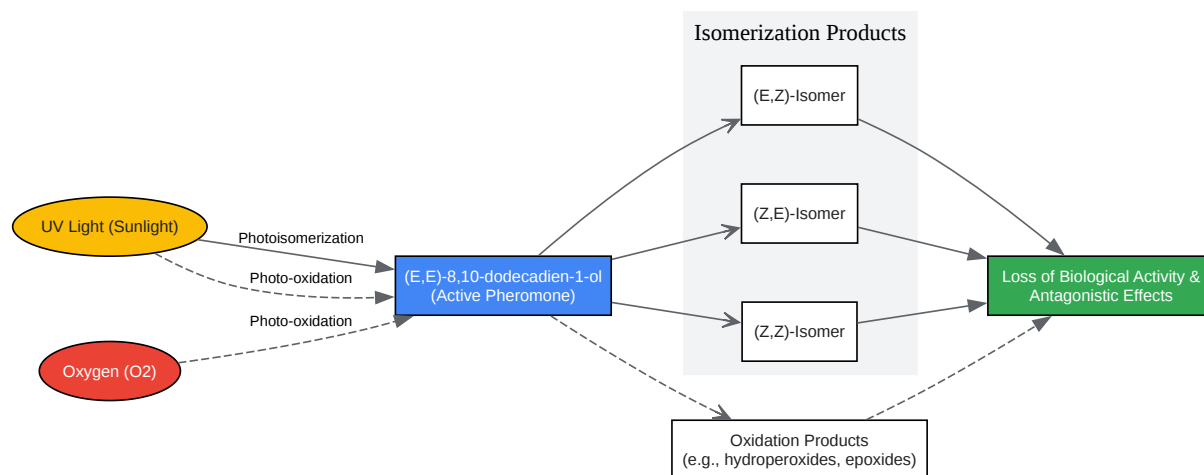 Isomerization Products
(E,Z)-Isomer
UV Light (Sunlight)
Photoisomerization
Photo-oxidation
(Z,E)-Isomer
(E,E)-8,10-dodecadien-1-ol
(Active Pheromone)
Loss of Biological Activity &
Antagonistic Effects
Photo-oxidation
Oxygen (O2)
(Z,Z)-Isomer
Oxidation Products
(e.g., hydroperoxides, epoxides)